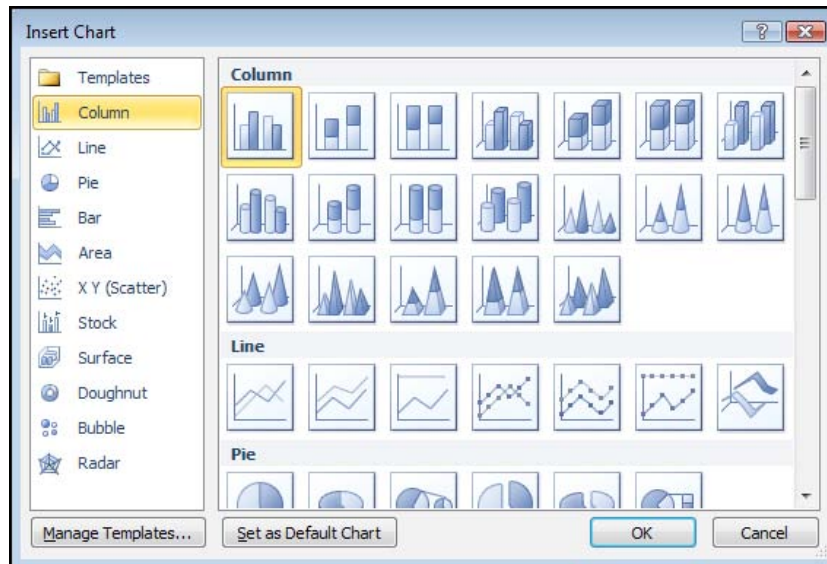 Insert Chart
Templates
Column
Line
Pie
Bar
Area
X Y (Scatter)
Stock
Surface
Doughnut
Bubble
Radar
Column
Line
Pie
Manage Templates...
Set as Default Chart
OK
Cancel